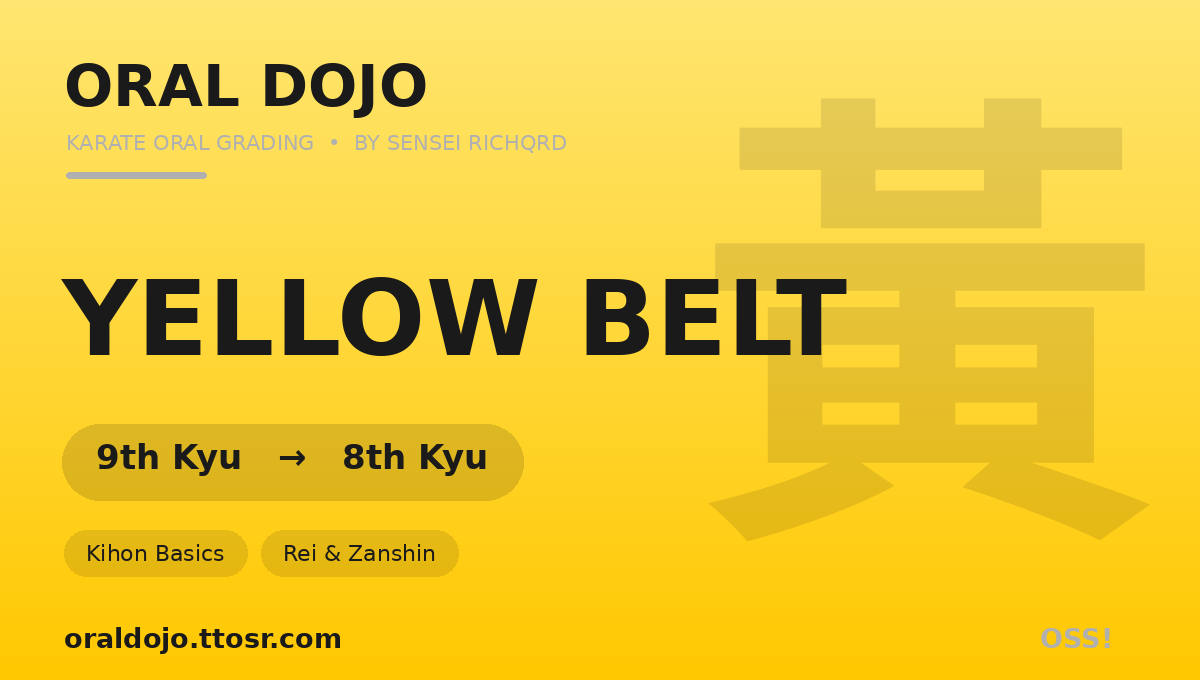 ORAL DOJO
KARATE ORAL GRADING • BY SENSEI RICHQRD
YELLOW BELT
黃
9th Kyu → 8th Kyu
Kihon Basics
Rei & Zanshin
oraldojo.ttosr.com
OSS!